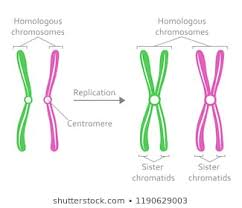 Homologous
chromosomes
Homologous
chromosomes
Replication
Centromere
Sister
chromatids
Sister
chromatids
shutterstock.com • 1190629003